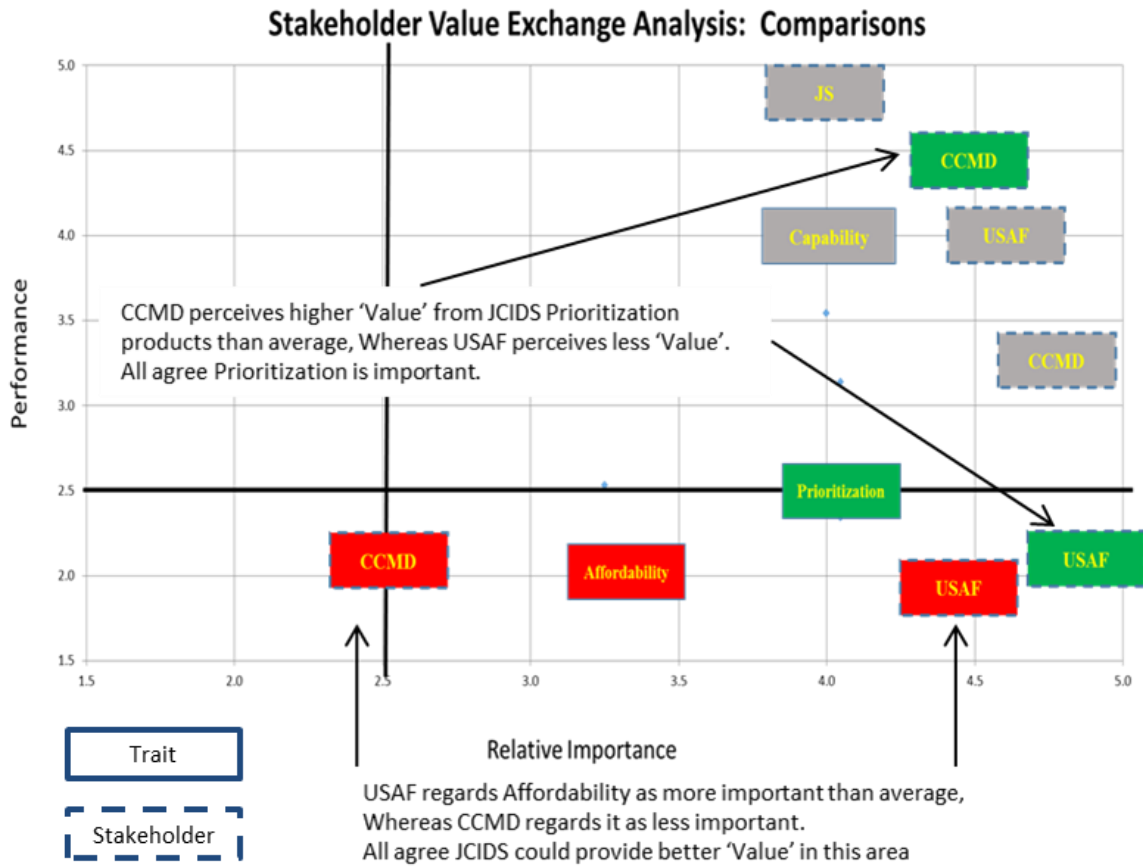 Stakeholder Value Exchange Analysis:  Comparisons
5.0
JS
4.5
CCMD
4.0
Capability
USAF
CCMD perceives higher ‘Value’ from JCIDS Prioritization
products than average, Whereas USAF perceives less ‘Value’.
All agree Prioritization is important.
3.5
CCMD
Performance
3.0
2.5
Prioritization
2.0
CCMD
Affordability
USAF
USAF
1.5
1.5
2.0
2.5
3.0
3.5
4.0
4.5
5.0
Trait
Relative Importance
Stakeholder
USAF regards Affordability as more important than average,
Whereas CCMD regards it as less important.
All agree JCIDS could provide better ‘Value’ in this area